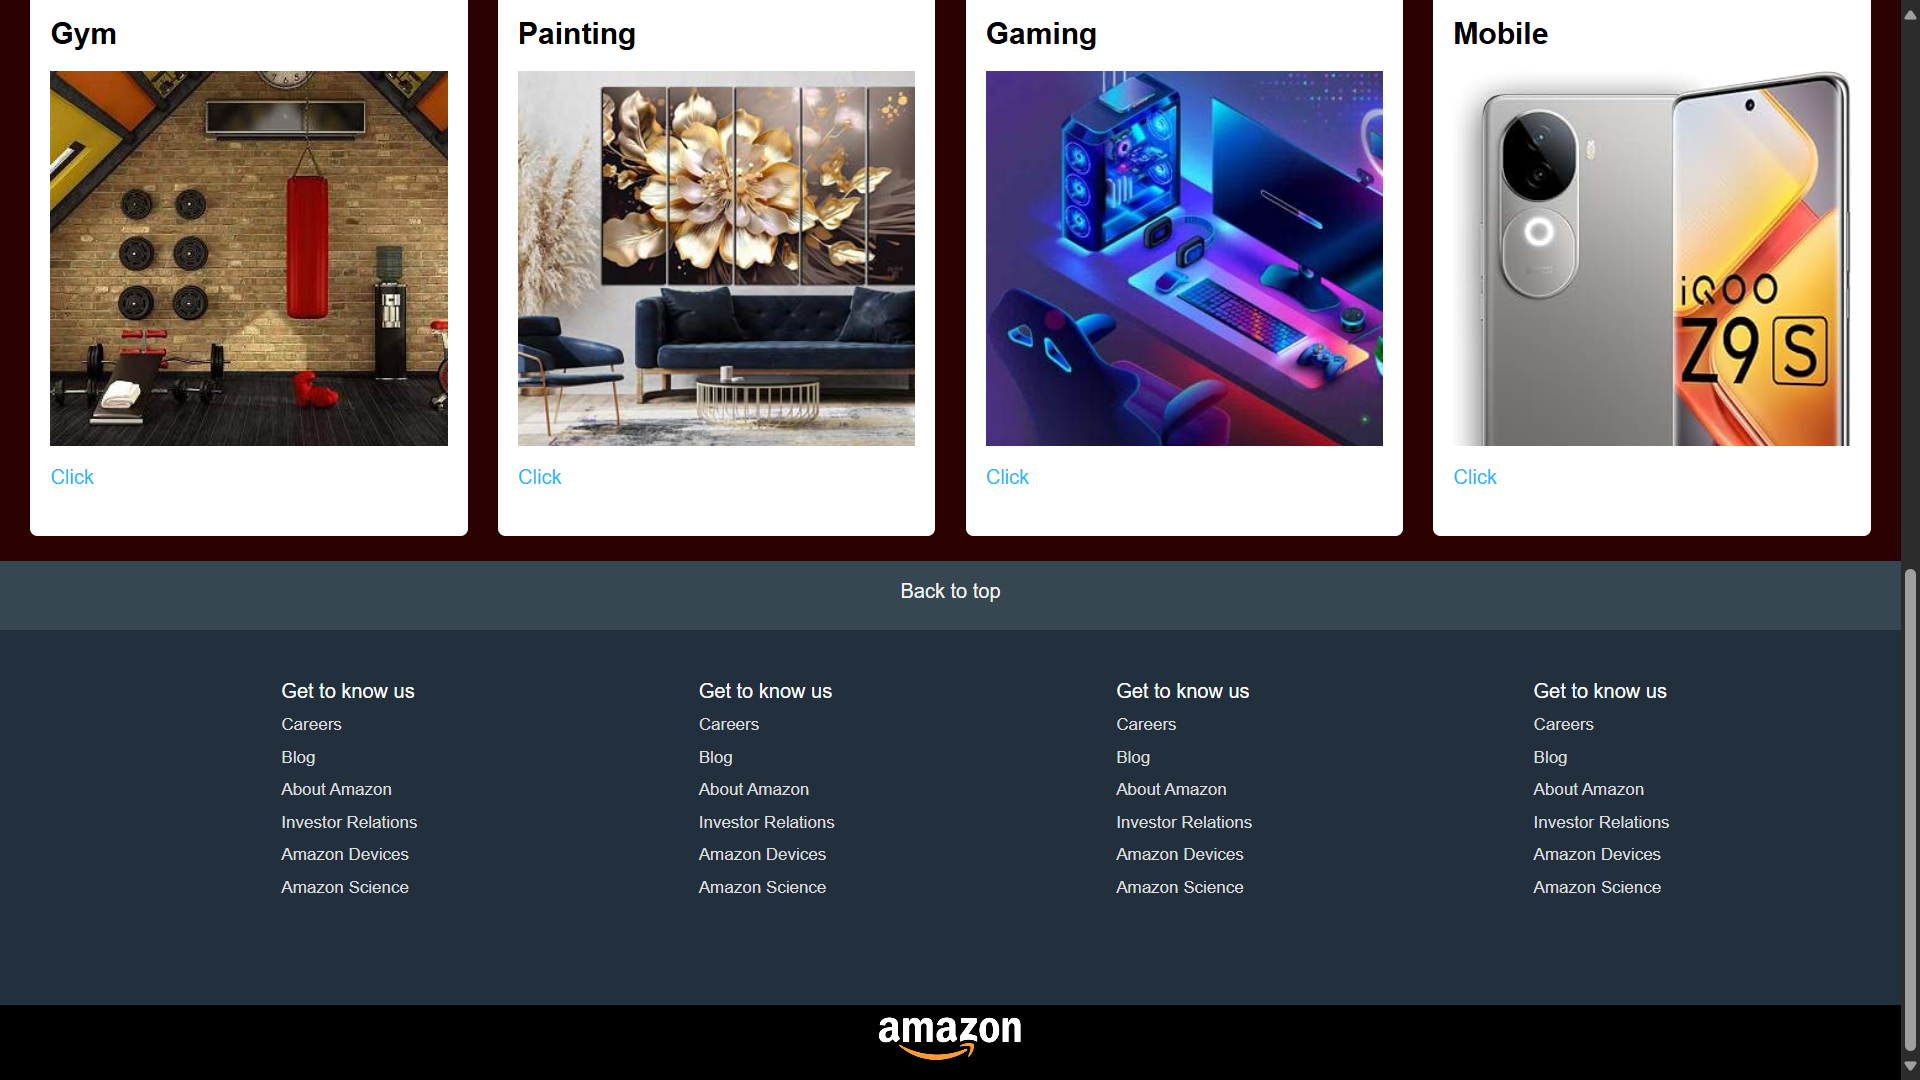 Gym
Painting
Gaming
Mobile
iQOO
Z9 S
Click
Click
Click
Click
Back to top
Get to know us
Careers
Blog
About Amazon
Investor Relations
Amazon Devices
Amazon Science
Get to know us
Careers
Blog
About Amazon
Investor Relations
Amazon Devices
Amazon Science
Get to know us
Careers
Blog
About Amazon
Investor Relations
Amazon Devices
Amazon Science
Get to know us
Careers
Blog
About Amazon
Investor Relations
Amazon Devices
Amazon Science
amazon